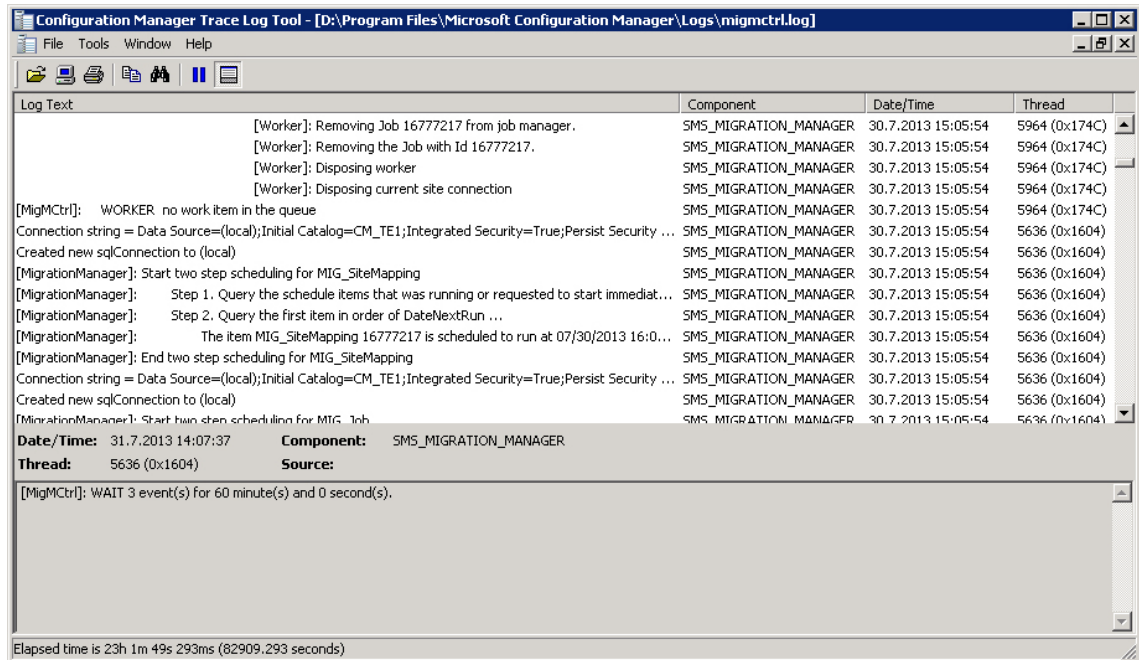 Configuration Manager Trace Log Tool - [D:\Program Files\Microsoft Configuration Manager\Logs\migmctrl.log]
File Tools Window Help
Log Text Component Date/Time Thread
[Worker]: Removing Job 16777217 from job manager. SMS_MIGRATION_MANAGER 30.7.2013 15:05:54 5964 (0x174C)
[Worker]: Removing the Job with Id 16777217. SMS_MIGRATION_MANAGER 30.7.2013 15:05:54 5964 (0x174C)
[Worker]: Disposing worker SMS_MIGRATION_MANAGER 30.7.2013 15:05:54 5964 (0x174C)
[Worker]: Disposing current site connection SMS_MIGRATION_MANAGER 30.7.2013 15:05:54 5964 (0x174C)
[MigMCtrl]: WORKER no work item in the queue SMS_MIGRATION_MANAGER 30.7.2013 15:05:54 5964 (0x174C)
Connection string = Data Source=(local);Initial Catalog=CM_TE1;Integrated Security=True;Persist Security ... SMS_MIGRATION_MANAGER 30.7.2013 15:05:54 5636 (0x1604)
Created new sqlConnection to (local) SMS_MIGRATION_MANAGER 30.7.2013 15:05:54 5636 (0x1604)
[MigrationManager]: Start two step scheduling for MIG_SiteMapping SMS_MIGRATION_MANAGER 30.7.2013 15:05:54 5636 (0x1604)
[MigrationManager]: Step 1. Query the schedule items that was running or requested to start immediat... SMS_MIGRATION_MANAGER 30.7.2013 15:05:54 5636 (0x1604)
[MigrationManager]: Step 2. Query the first item in order of DateNextRun ... SMS_MIGRATION_MANAGER 30.7.2013 15:05:54 5636 (0x1604)
[MigrationManager]: The item MIG_SiteMapping 16777217 is scheduled to run at 07/30/2013 16:0... SMS_MIGRATION_MANAGER 30.7.2013 15:05:54 5636 (0x1604)
[MigrationManager]: End two step scheduling for MIG_SiteMapping SMS_MIGRATION_MANAGER 30.7.2013 15:05:54 5636 (0x1604)
Connection string = Data Source=(local);Initial Catalog=CM_TE1;Integrated Security=True;Persist Security ... SMS_MIGRATION_MANAGER 30.7.2013 15:05:54 5636 (0x1604)
Created new sqlConnection to (local) SMS_MIGRATION_MANAGER 30.7.2013 15:05:54 5636 (0x1604)
[MigrationManager]: Start two step scheduling for MIG_Job SMS_MIGRATION_MANAGER 30.7.2013 15:05:54 5636 (0x1604)
Date/Time: 31.7.2013 14:07:37 Component: SMS_MIGRATION_MANAGER
Thread: 5636 (0x1604) Source:
[MigMCtrl]: WAIT 3 event(s) for 60 minute(s) and 0 second(s).
Elapsed time is 23h 1m 49s 293ms (82909.293 seconds)